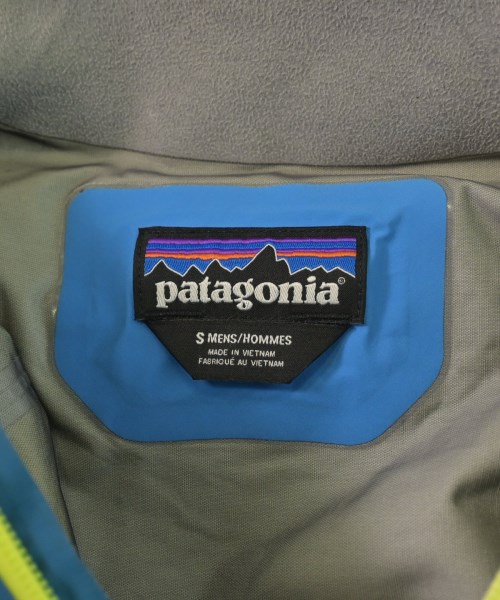 patagonia®
S MENS/HOMMES
MADE IN VIETNAM
FABRIQUÉ AU VIETNAM